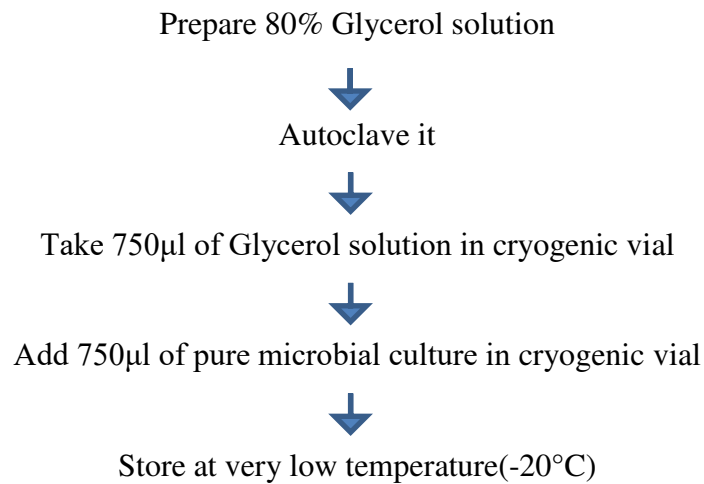 Prepare 80% Glycerol solution
Autoclave it
Take 750µl of Glycerol solution in cryogenic vial
Add 750µl of pure microbial culture in cryogenic vial
Store at very low temperature(-20°C)